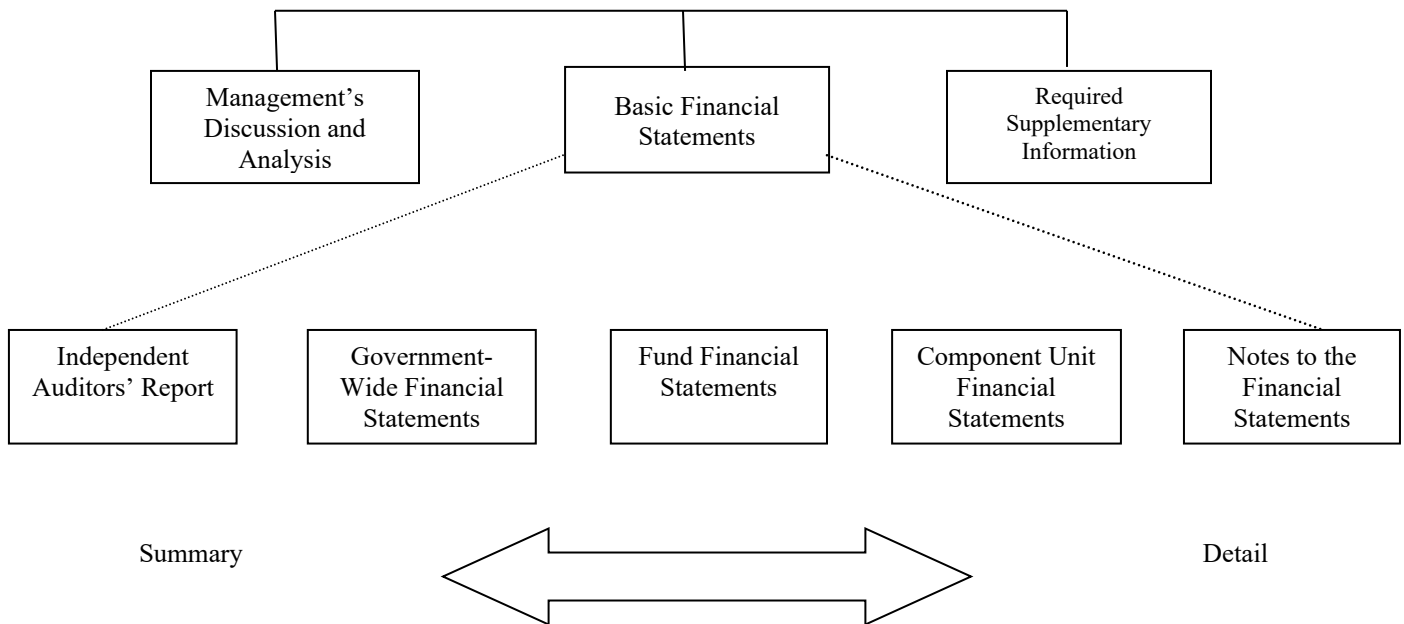 Management’s
Discussion and
Analysis
Basic Financial
Statements
Required
Supplementary
Information
Independent
Auditors’ Report
Government-
Wide Financial
Statements
Fund Financial
Statements
Component Unit
Financial
Statements
Notes to the
Financial
Statements
Summary
Detail